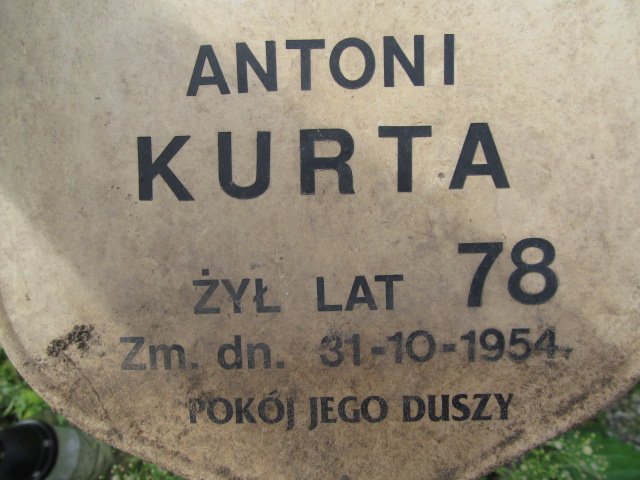 ANTONI
KURTA
ŻYŁ LAT 78
Zm. dn. 31-10-1954.
POKÓJ JEGO DUSZY